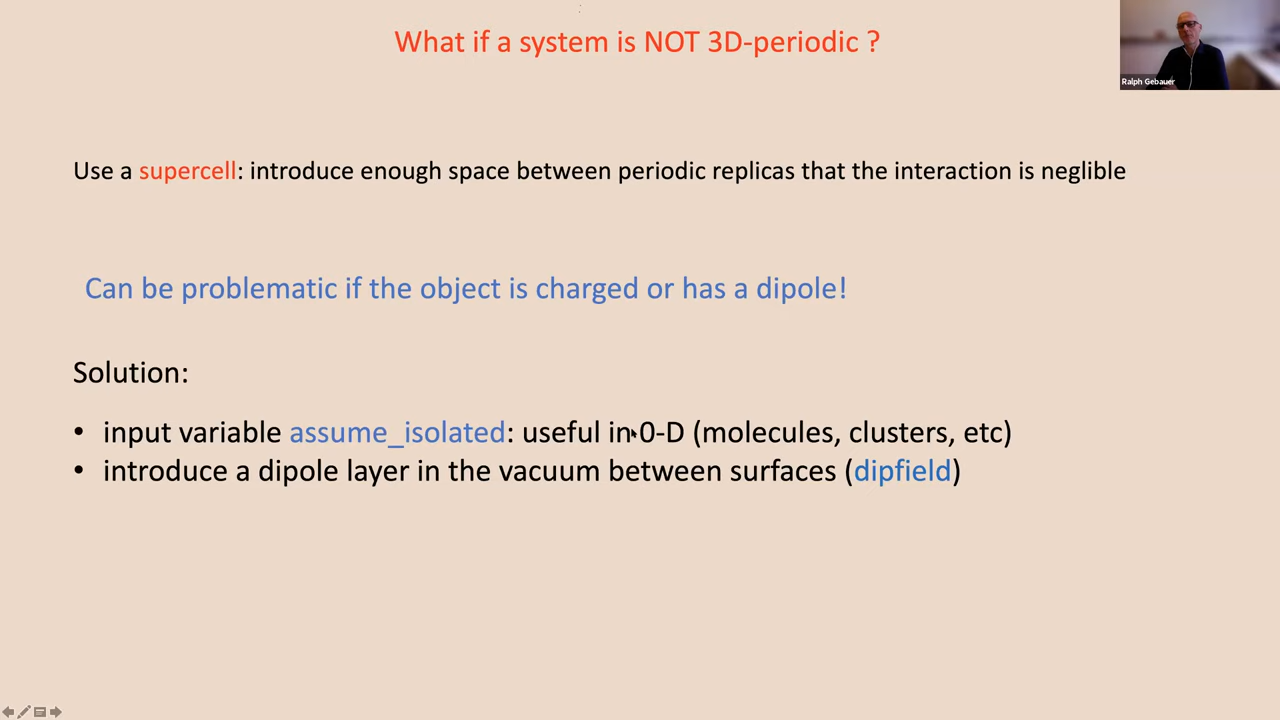 What if a system is NOT 3D-periodic ?
Ralph Gebauer
Use a supercell: introduce enough space between periodic replicas that the interaction is neglible
Can be problematic if the object is charged or has a dipole!
Solution:
• input variable assume_isolated: useful in 0-D (molecules, clusters, etc)
• introduce a dipole layer in the vacuum between surfaces (dipfield)